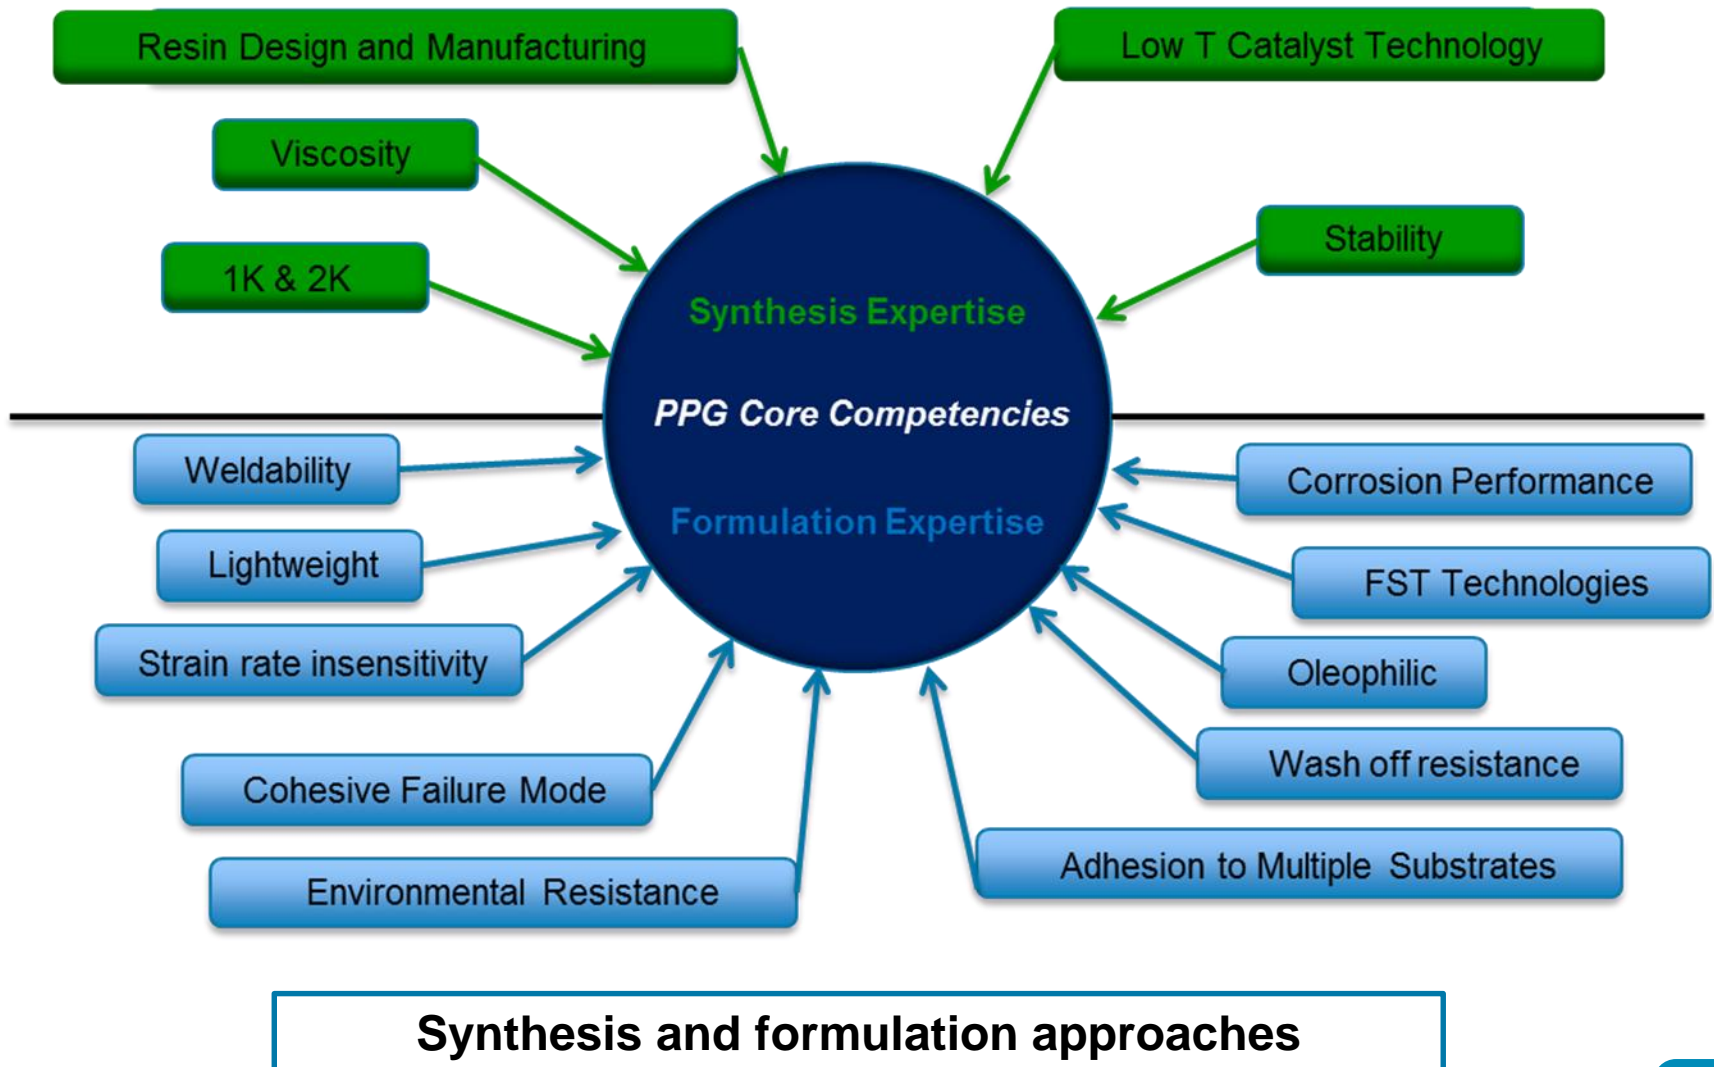 Resin Design and Manufacturing
Low T Catalyst Technology
Viscosity
Stability
1K & 2K
Synthesis Expertise
PPG Core Competencies
Formulation Expertise
Weldability
Corrosion Performance
Lightweight
FST Technologies
Strain rate insensitivity
Oleophilic
Cohesive Failure Mode
Wash off resistance
Environmental Resistance
Adhesion to Multiple Substrates
Synthesis and formulation approaches